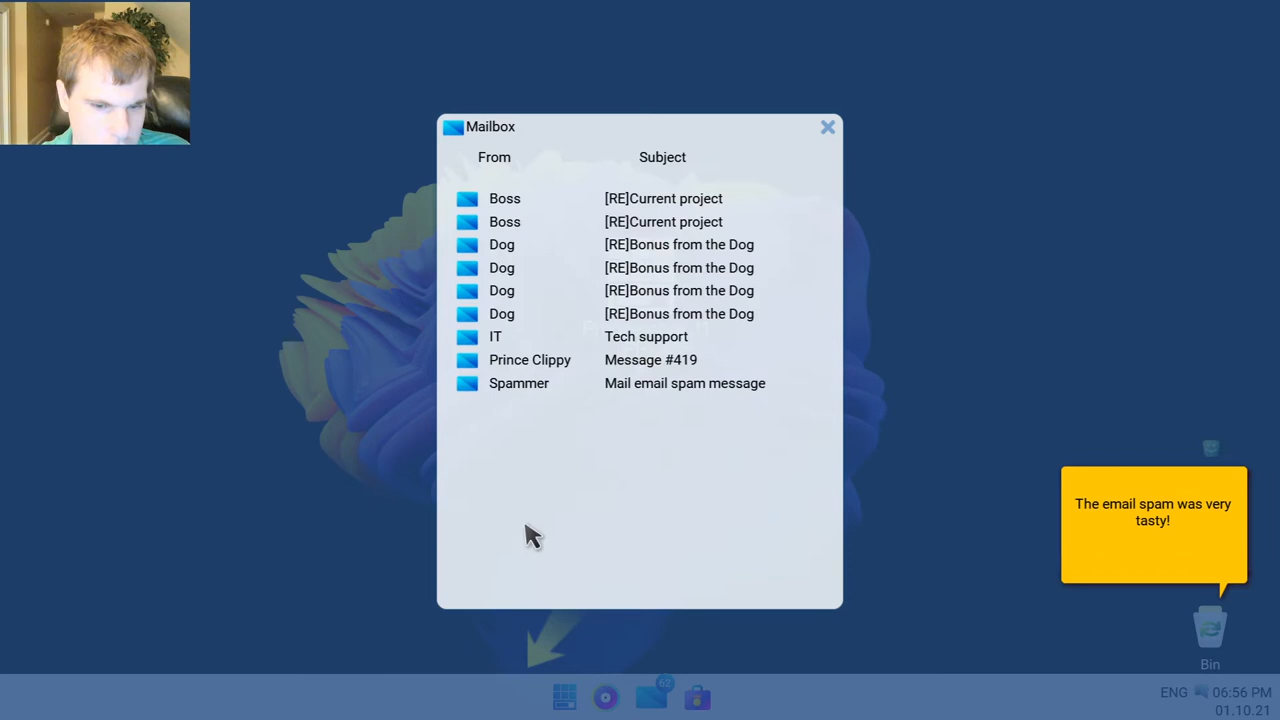 Mailbox
From Subject
Boss [RE]Current project
Boss [RE]Current project
Dog [RE]Bonus from the Dog
Dog [RE]Bonus from the Dog
Dog [RE]Bonus from the Dog
Dog [RE]Bonus from the Dog
IT Tech support
Prince Clippy Message #419
Spammer Mail email spam message
The email spam was very
tasty!
Bin
62
ENG 06:56 PM
01.10.21